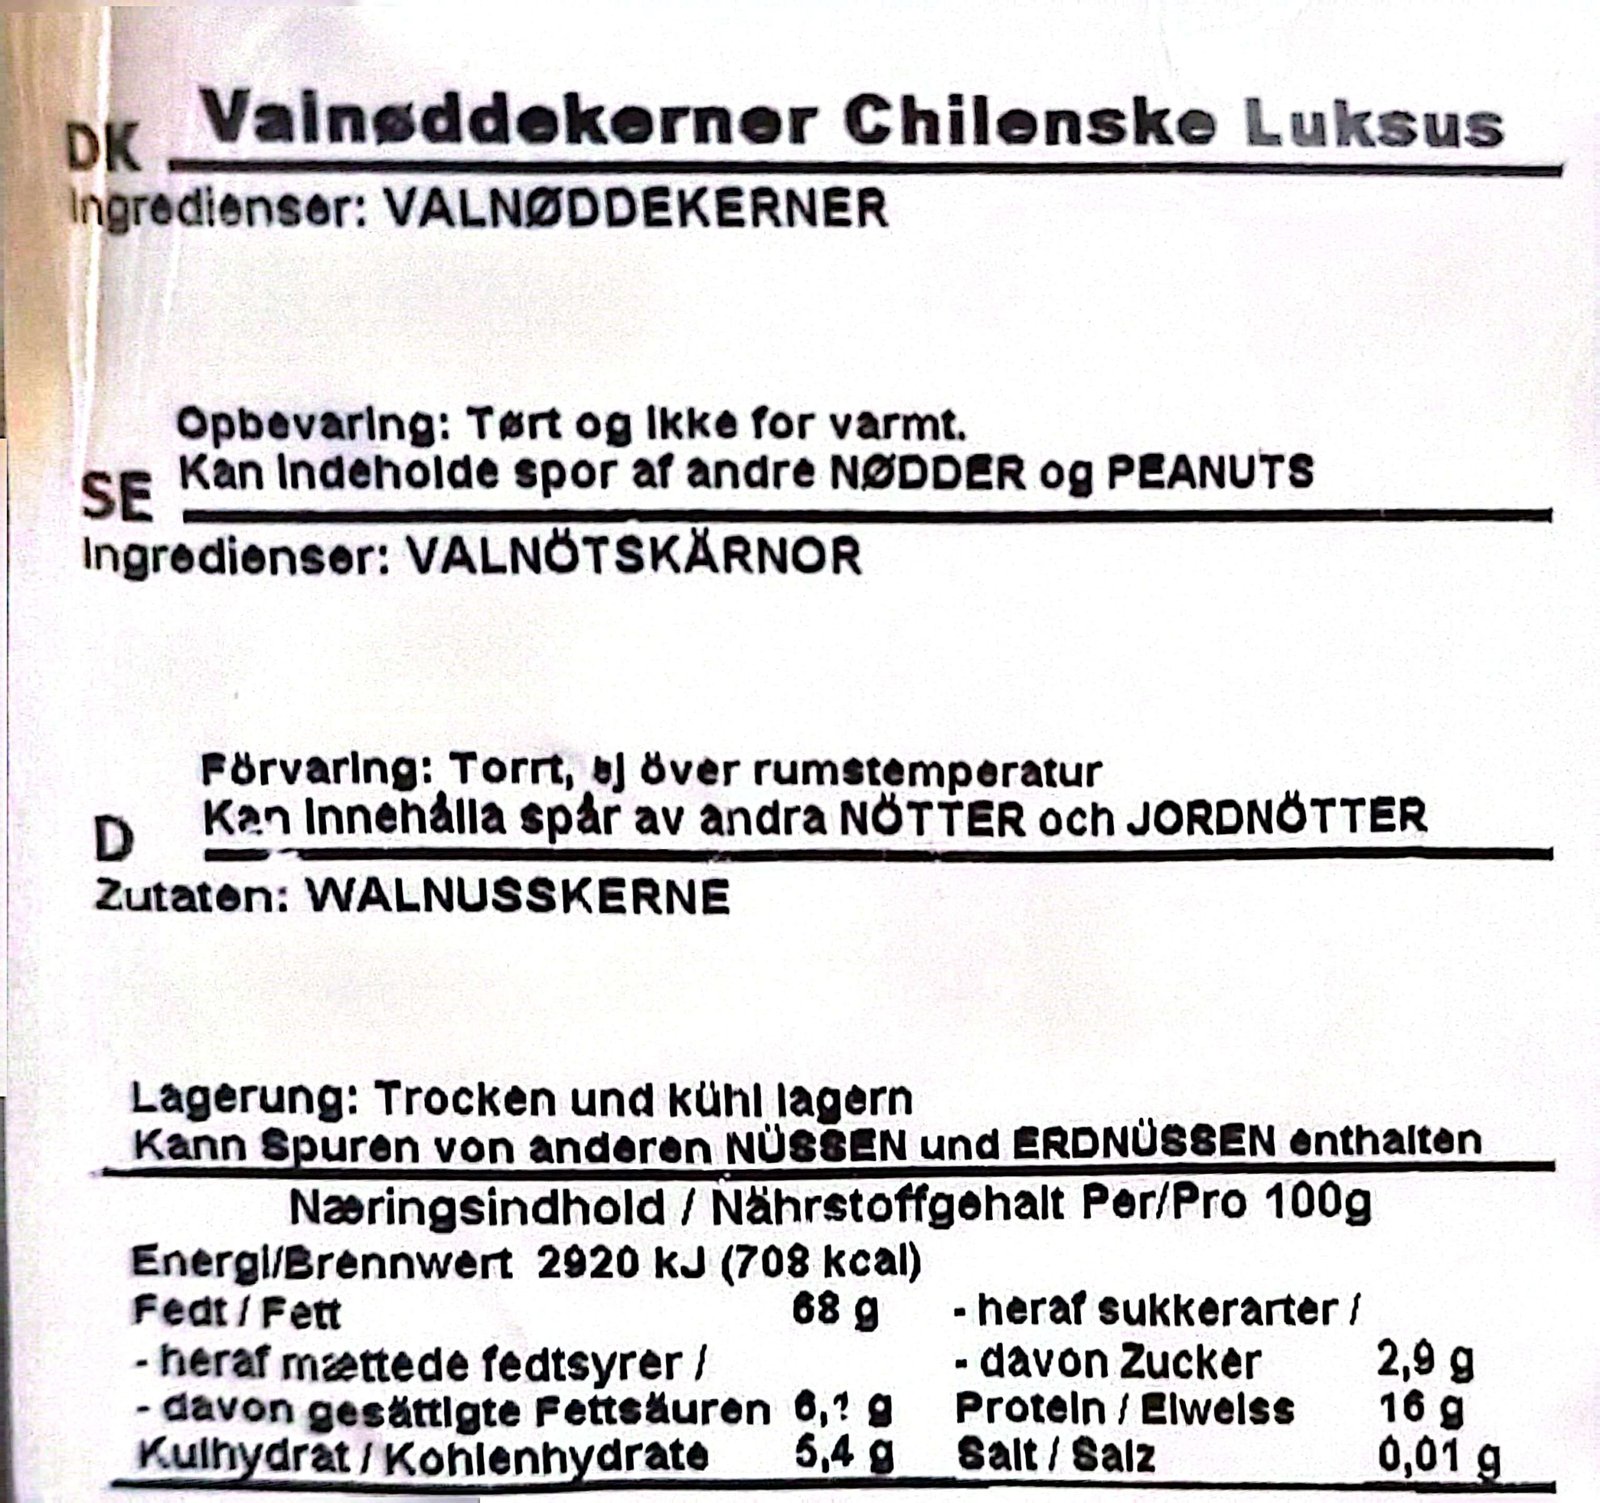 DK Valnøddekerner Chilenske Luksus
Ingredienser: VALNØDDEKERNER
Opbevaring: Tørt og ikke for varmt.
Kan indeholde spor af andre NØDDER og PEANUTS
SE
Ingredienser: VALNÖTSKÄRNOR
Förvaring: Torrt, ej över rumstemperatur
Kan innehålla spår av andra NÖTTER och JORDNÖTTER
D
Zutaten: WALNUSSKERNE
Lagerung: Trocken und kühl lagern
Kann Spuren von anderen NÜSSEN und ERDNÜSSEN enthalten
Næringsindhold / Nährstoffgehalt Per/Pro 100g
Energi/Brennwert 2920 kJ (708 kcal)
Fedt / Fett 68 g - heraf sukkerarter /
- heraf mættede fedtsyrer / - davon Zucker 2,9 g
- davon gesättigte Fettsäuren g Protein / Eiweiss 16 g
Kulhydrat / Kohlenhydrate 5,4 g Salt / Salz 0,01 g